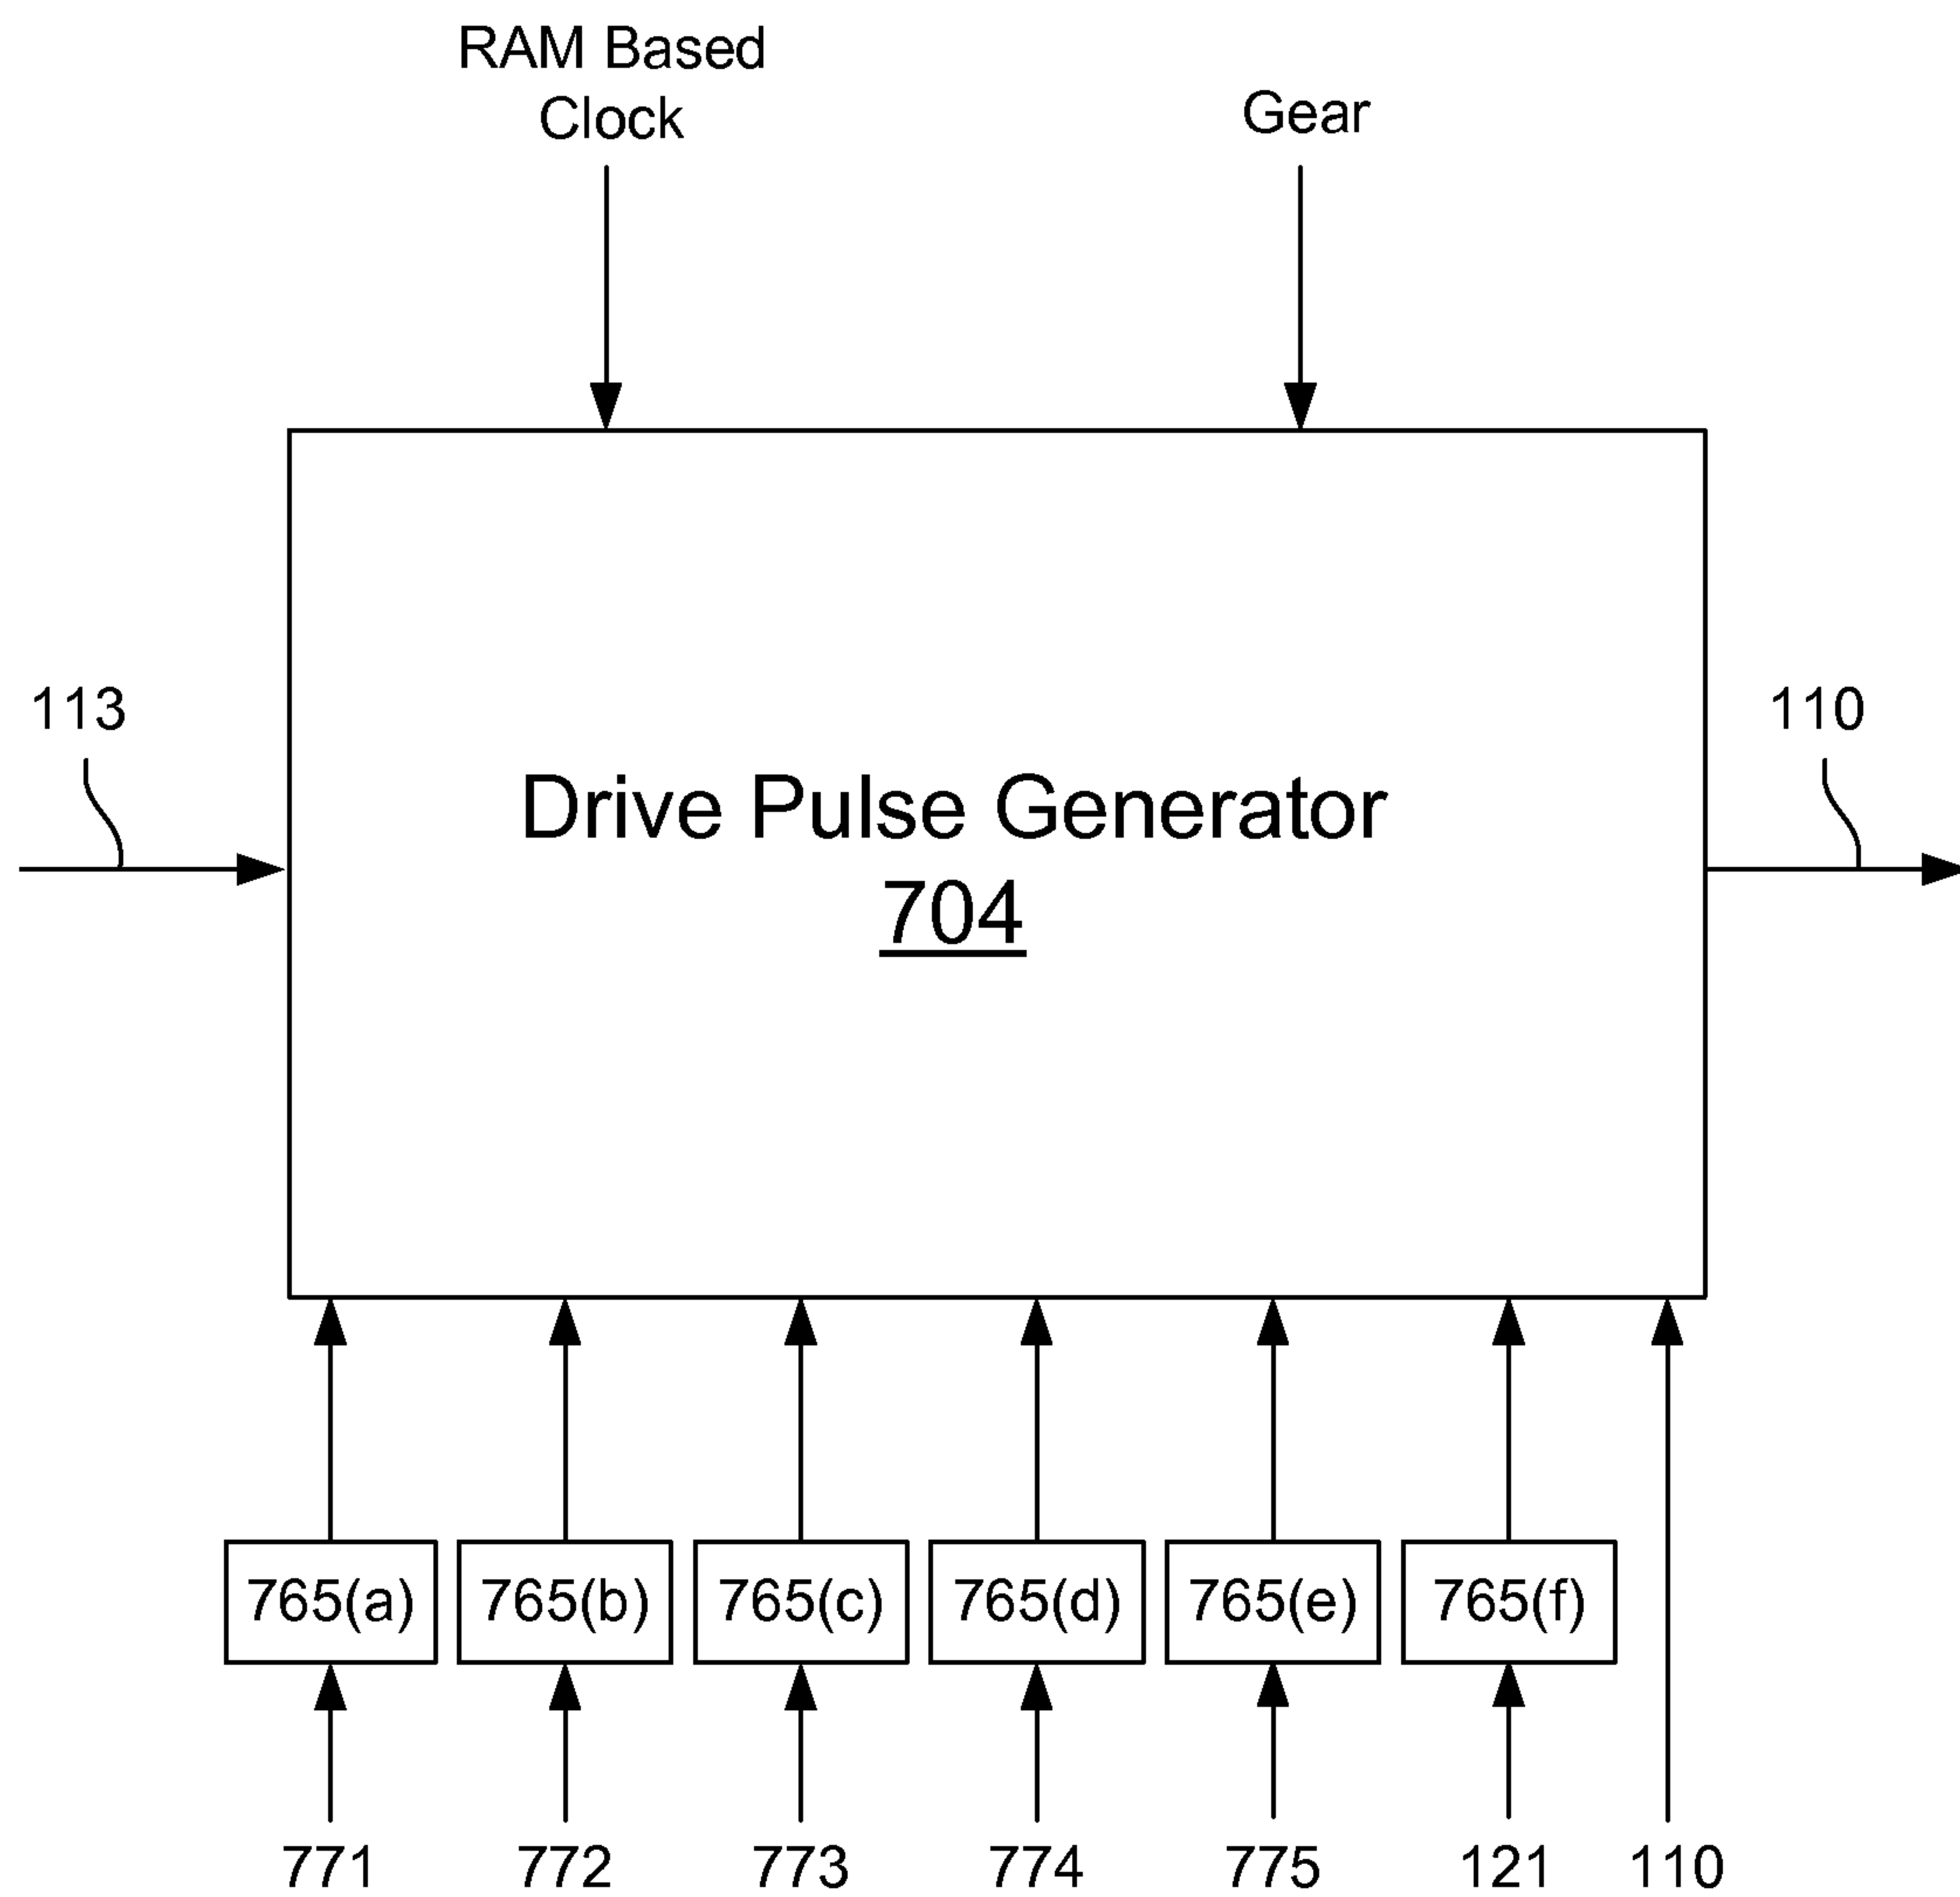 RAM Based
Clock
Gear
113
110
Drive Pulse Generator
704
765(a)
765(b)
765(c)
765(d)
765(e)
765(f)
771
772
773
774
775
121
110